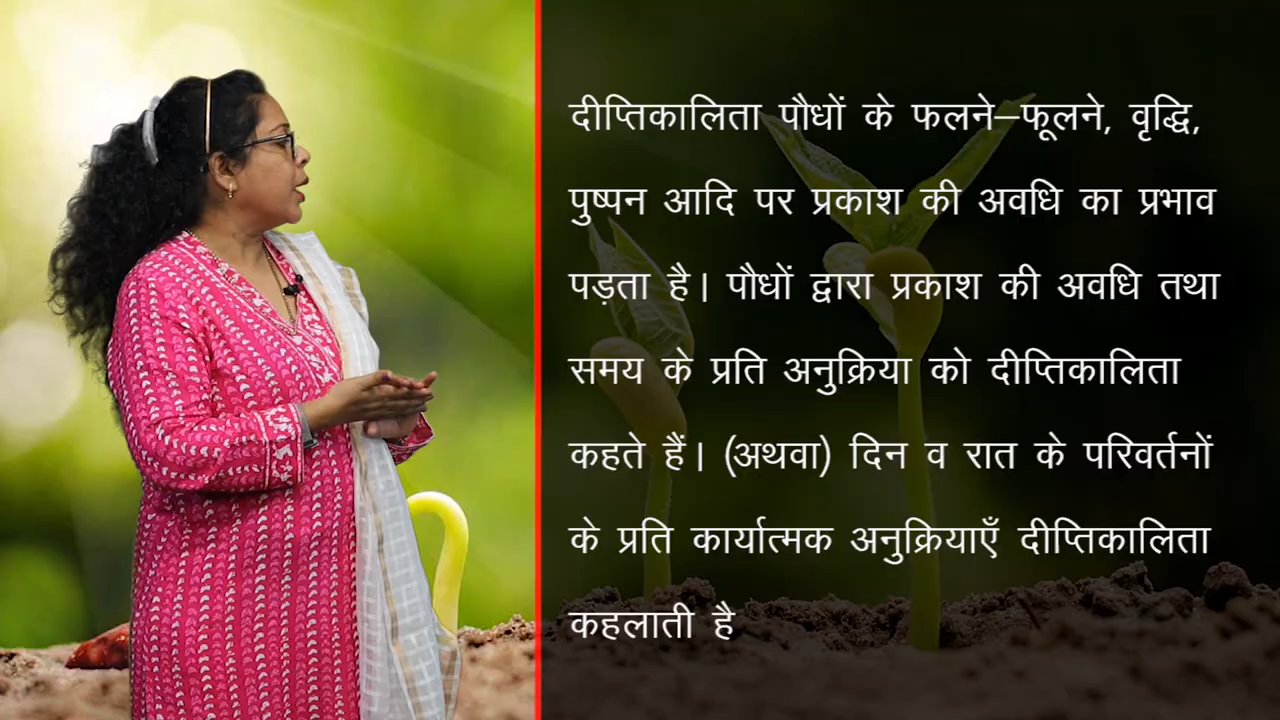 दीप्तिकालिता पौधों के फलने–फूलने, वृद्धि,
पुष्पन आदि पर प्रकाश की अवधि का प्रभाव
पड़ता है। पौधों द्वारा प्रकाश की अवधि तथा
समय के प्रति अनुक्रिया को दीप्तिकालिता
कहते हैं। (अथवा) दिन व रात के परिवर्तनों
के प्रति कार्यात्मक अनुक्रियाएँ दीप्तिकालिता
कहलाती है